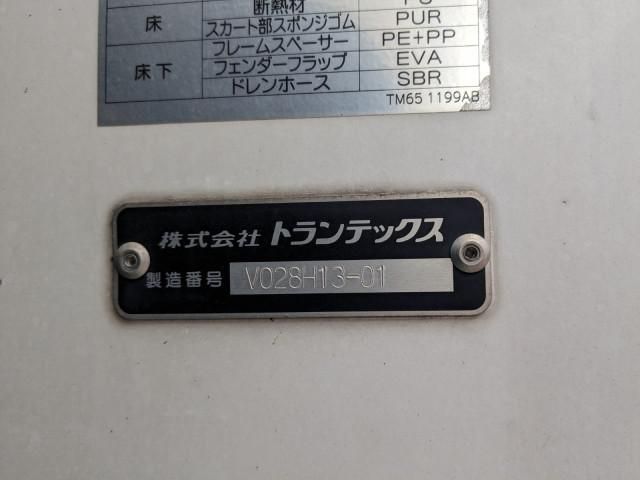 断熱材
床 スカート部スポンジゴム PUR
フレームスペーサー PE+PP
床下 フェンダーフラップ EVA
ドレンホース SBR
TM65 1199AB
株式会社 トランテックス
製造番号 V028H13-01